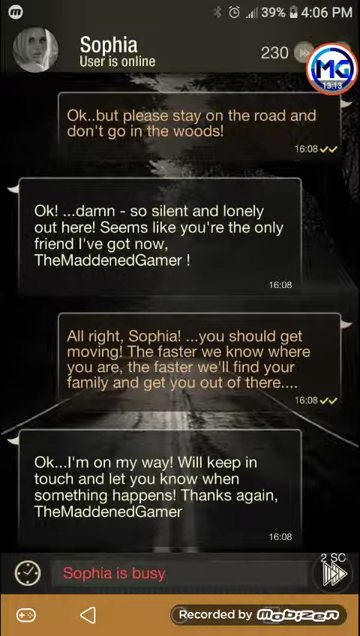 39% 4:06 PM
Sophia
User is online
230
MG
13:13
Ok..but please stay on the road and
don't go in the woods!
16:08
Ok! ...damn - so silent and lonely
out here! Seems like you're the only
friend I've got now,
TheMaddenedGamer !
16:08
All right, Sophia! ...you should get
moving! The faster we know where
you are, the faster we'll find your
family and get you out of there....
16:08
Ok...I'm on my way! Will keep in
touch and let you know when
something happens! Thanks again,
TheMaddenedGamer
16:08
2 SC
Sophia is busy
Recorded by mobizen